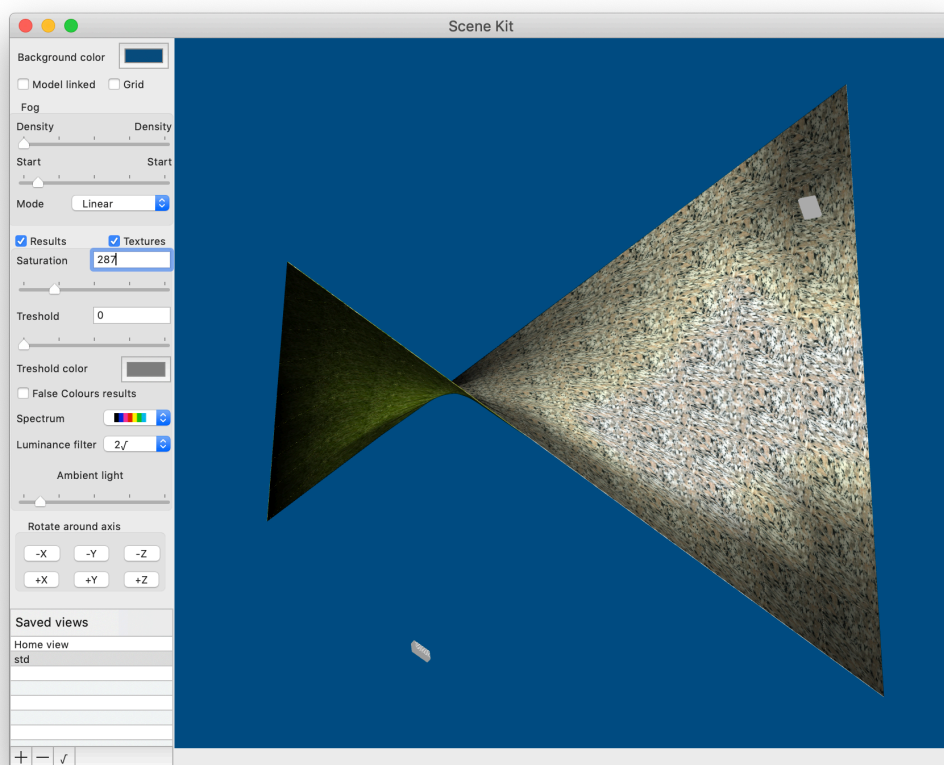 Scene Kit
Background color
Model linked Grid
Fog
Density Density
Start Start
Mode Linear
Results Textures
Saturation 287
Treshold 0
Treshold color
False Colours results
Spectrum
Luminance filter 2√
Ambient light
Rotate around axis
-X -Y -Z
+X +Y +Z
Saved views
Home view
std
+ − √